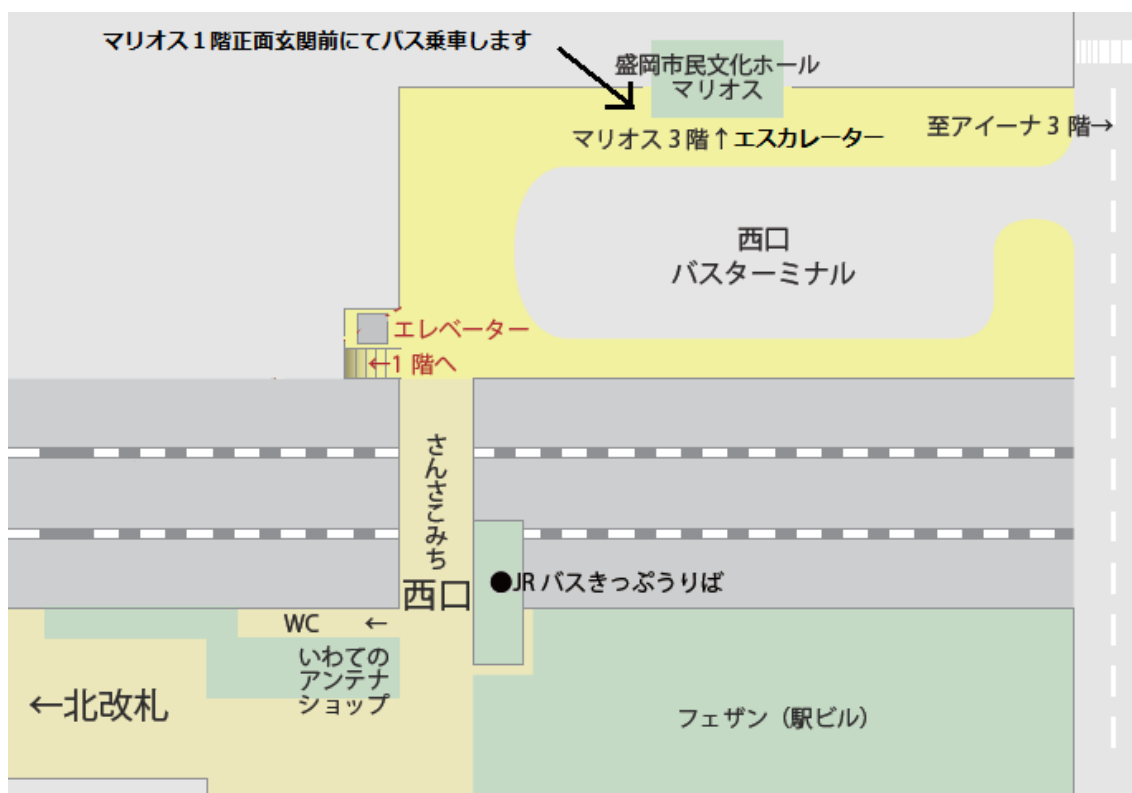 マリオス1階正面玄関前にてバス乗車します
盛岡市民文化ホール
マリオス
マリオス3階↑エスカレーター
至アイーナ3階→
西口
バスターミナル
エレベーター
←1階へ
さんさこみち
西口
●JRバスきっぷうりば
WC ←
いわての
アンテナ
ショップ
←北改札
フェザン（駅ビル）